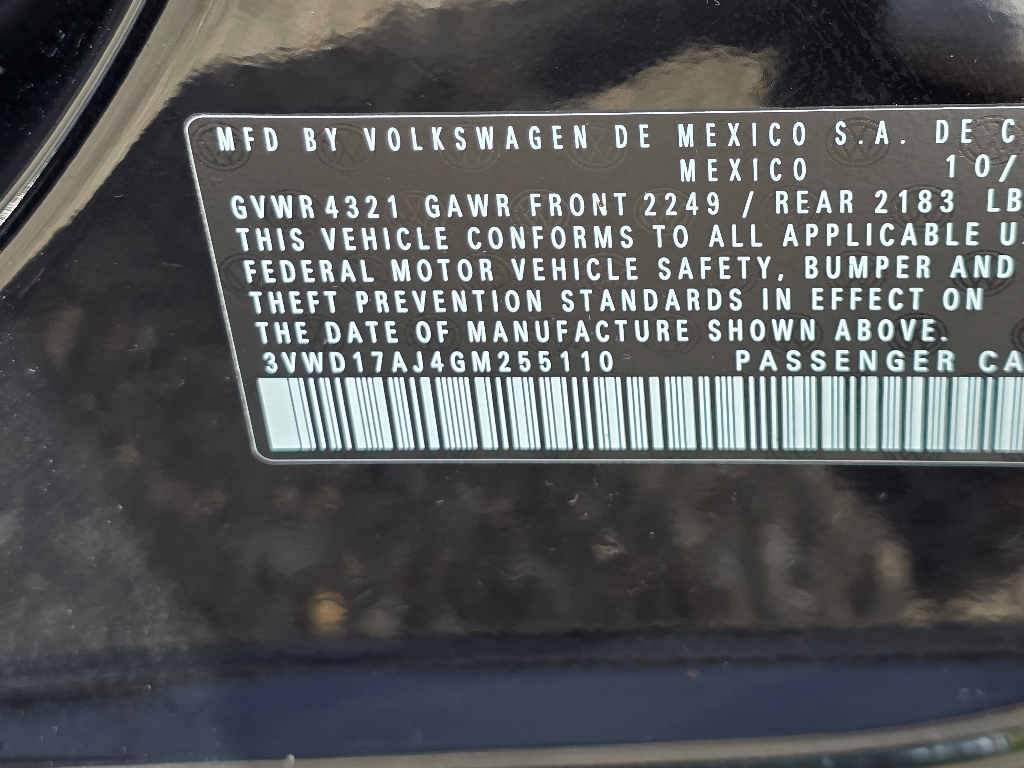 MFD BY VOLKSWAGEN DE MEXICO S.A. DE C
MEXICO 10/
GVWR 4321 GAWR FRONT 2249 / REAR 2183 LB
THIS VEHICLE CONFORMS TO ALL APPLICABLE U.
FEDERAL MOTOR VEHICLE SAFETY, BUMPER AND
THEFT PREVENTION STANDARDS IN EFFECT ON
THE DATE OF MANUFACTURE SHOWN ABOVE.
3VWD17AJ4GM255110 PASSENGER CA